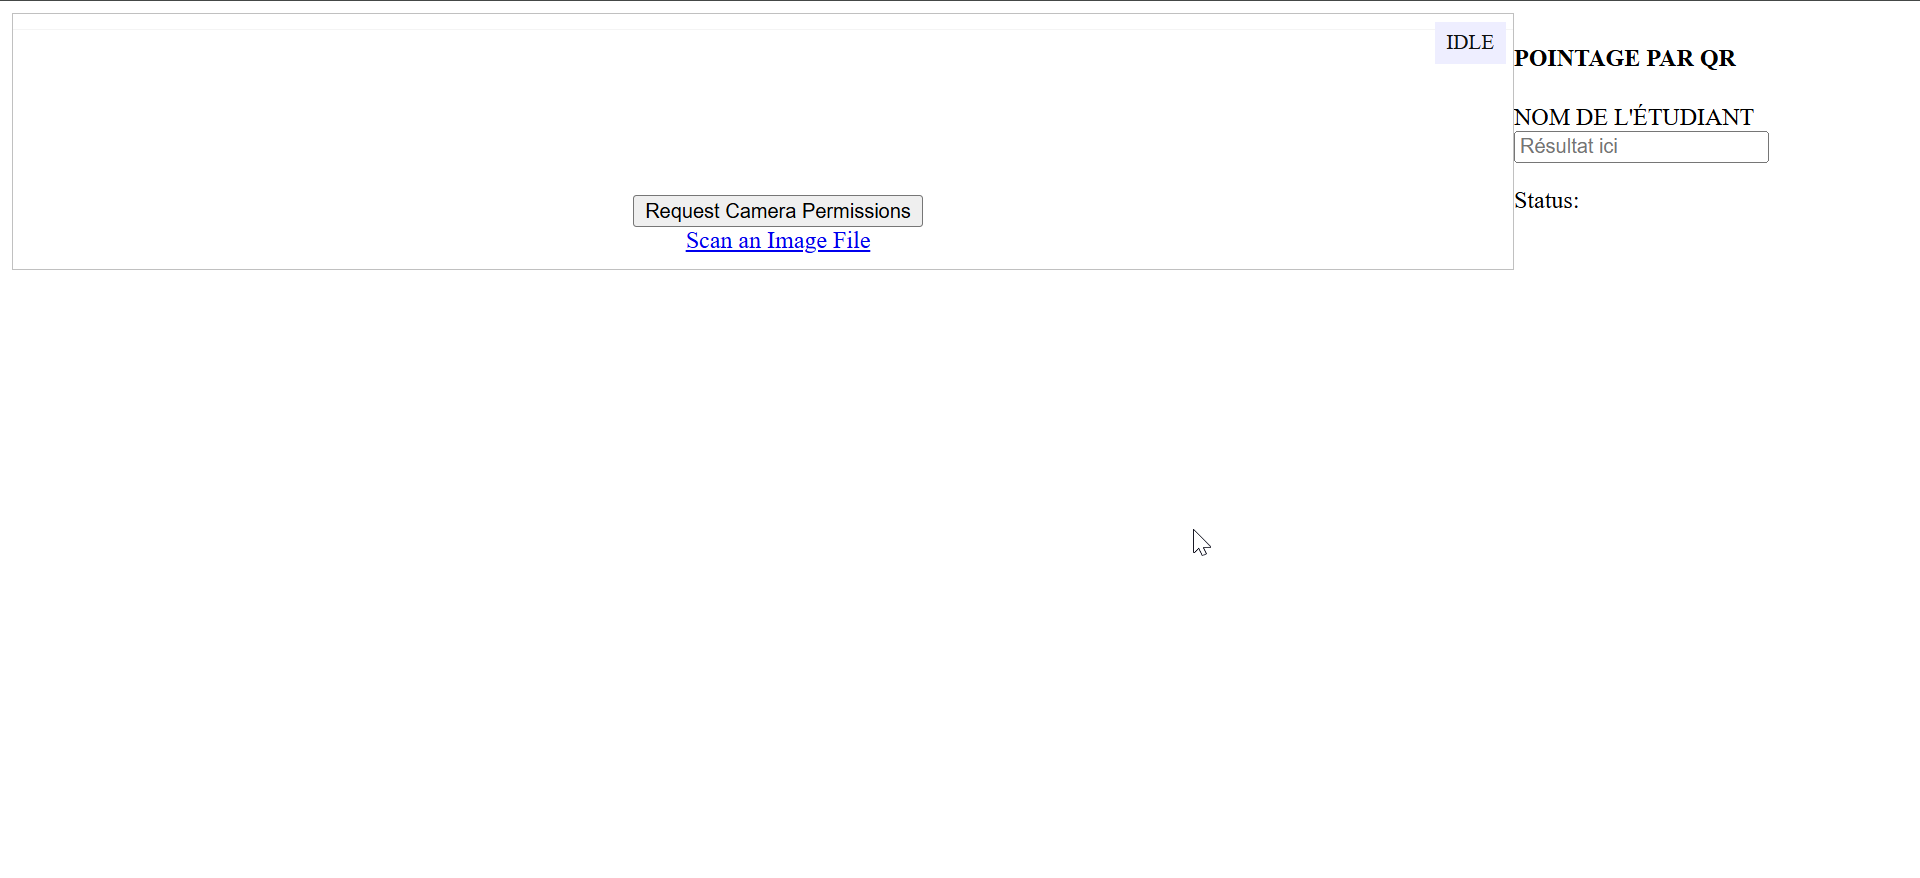 IDLE
Request Camera Permissions
Scan an Image File
POINTAGE PAR QR
NOM DE L'ÉTUDIANT
Résultat ici
Status: